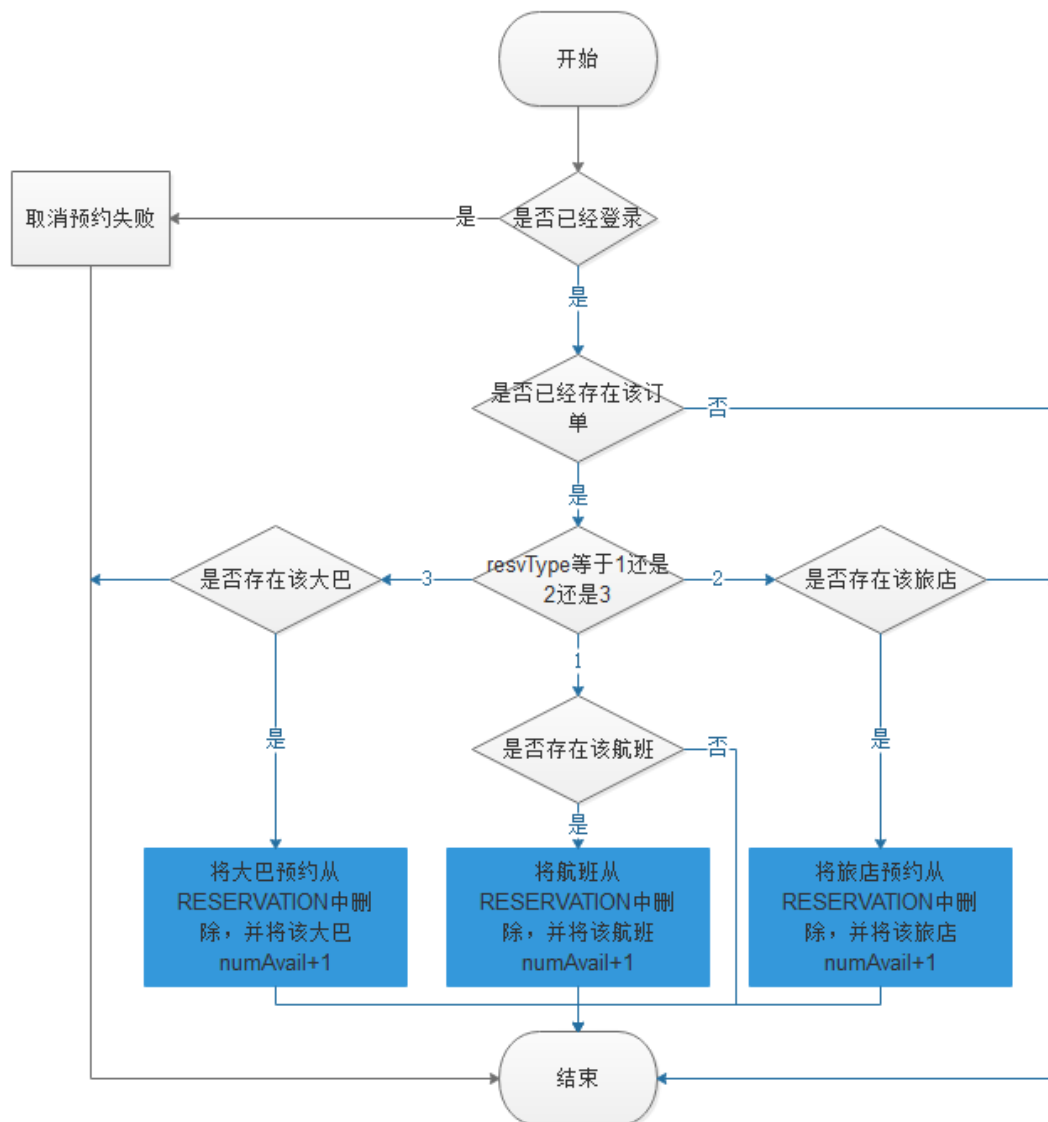 开始
取消预约失败
是
是否已经登录
是
是否已经存在该订
单
否
是
是否存在该大巴
3
resvType等于1还是
2还是3
2
是否存在该旅店
1
是
是否存在该航班
否
是
是
将大巴预约从
RESERVATION中删
除，并将该大巴
numAvail+1
将航班从
RESERVATION中删
除，并将该航班
numAvail+1
将旅店预约从
RESERVATION中删
除，并将该旅店
numAvail+1
结束